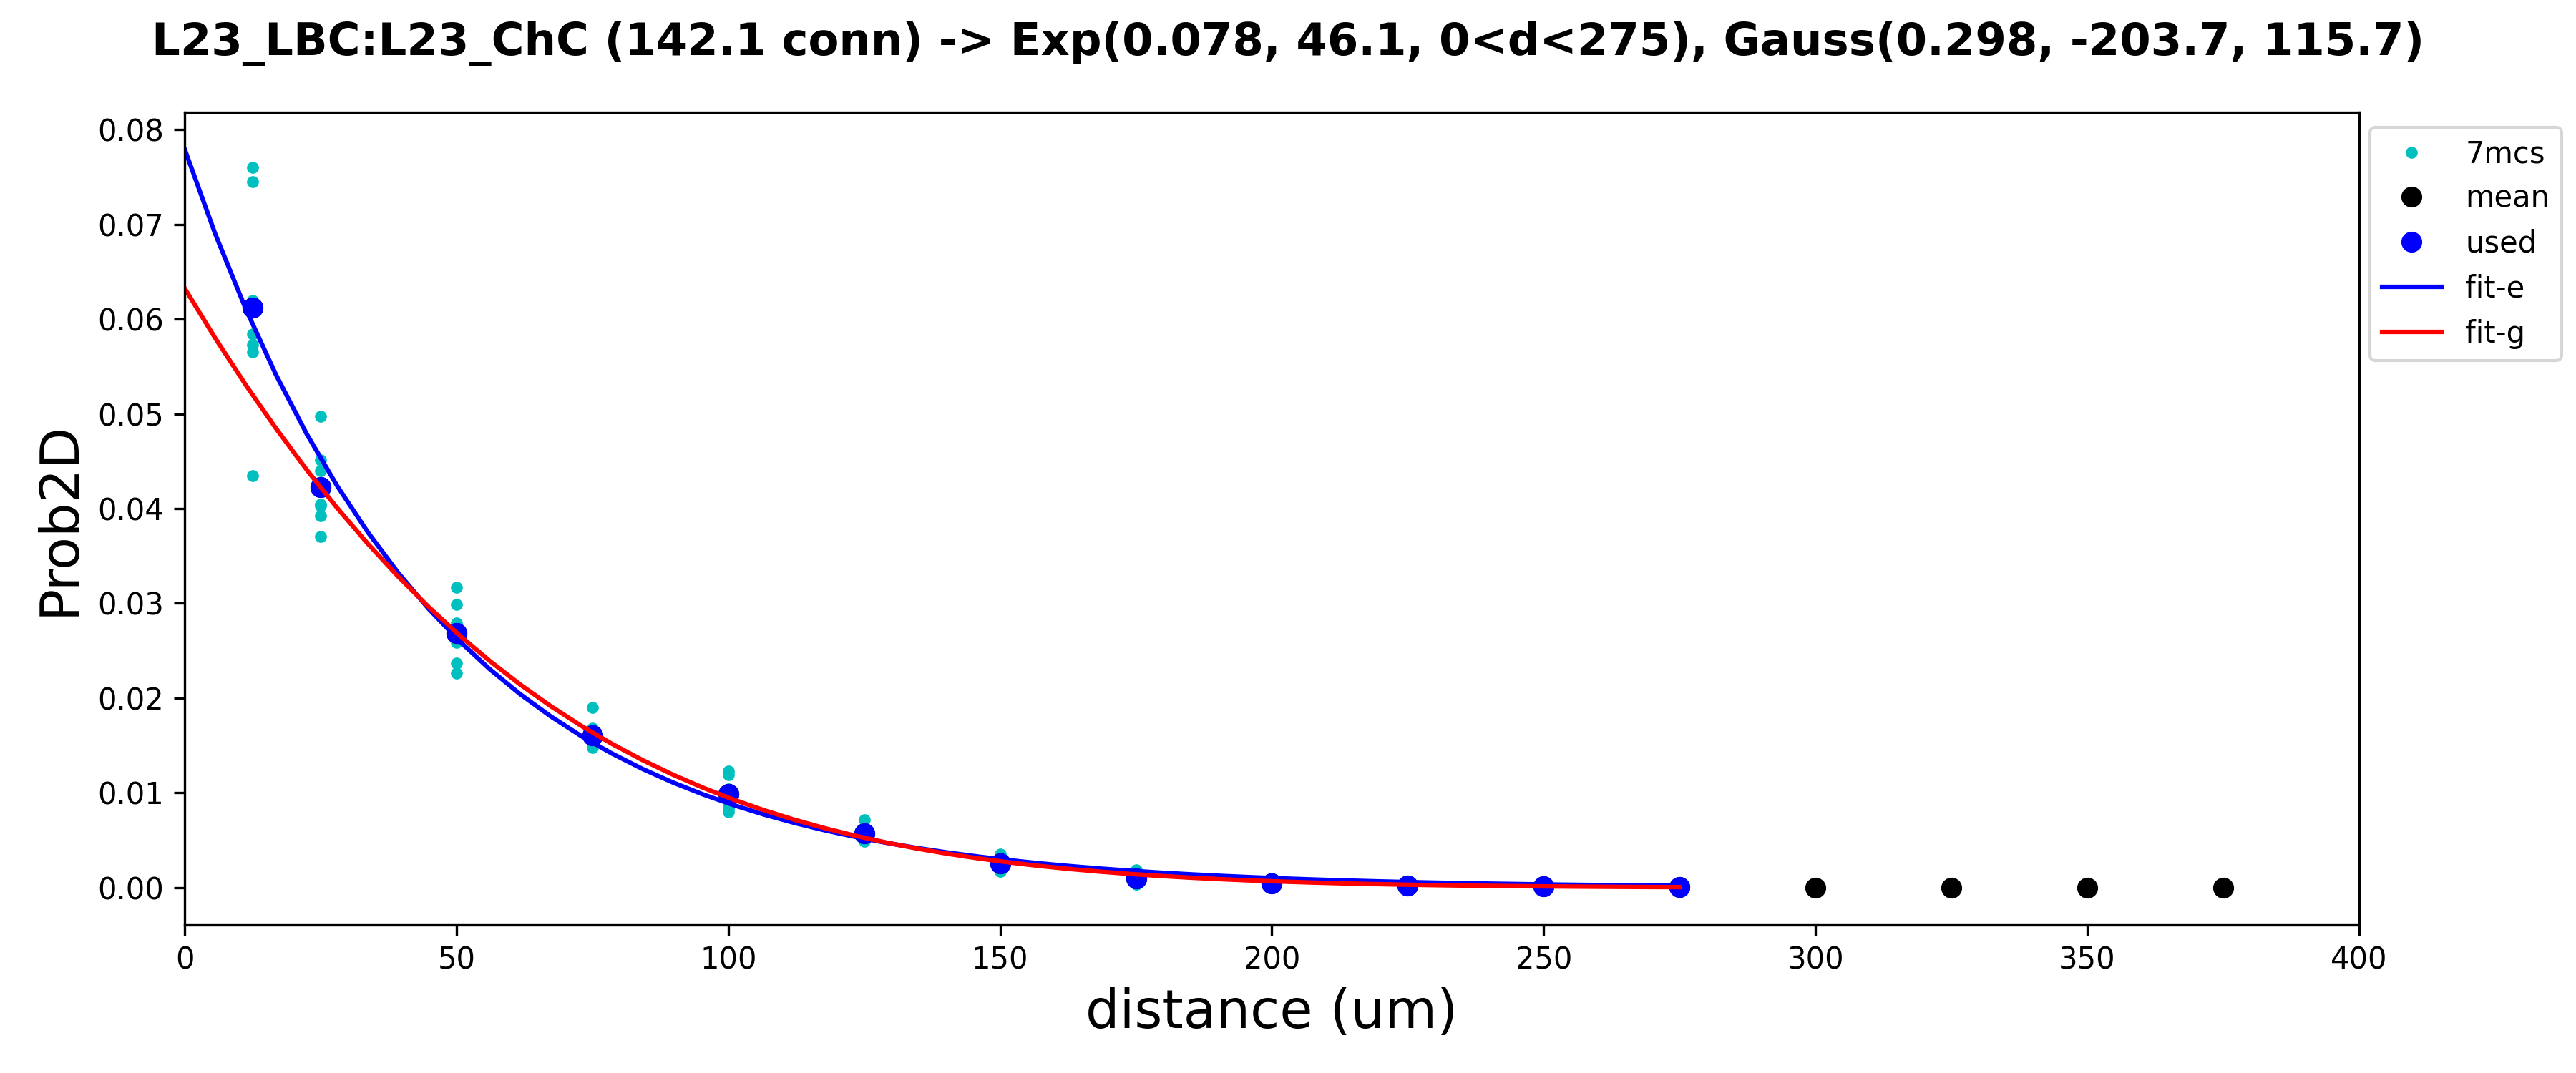 L23_LBC:L23_ChC (142.1 conn) -> Exp(0.078, 46.1, 0<d<275), Gauss(0.298, -203.7, 115.7)
0.08
0.07
0.06
0.05
0.04
0.03
0.02
0.01
0.00
Prob2D
0 50 100 150 200 250 300 350 400
distance (um)
7mcs
mean
used
fit-e
fit-g